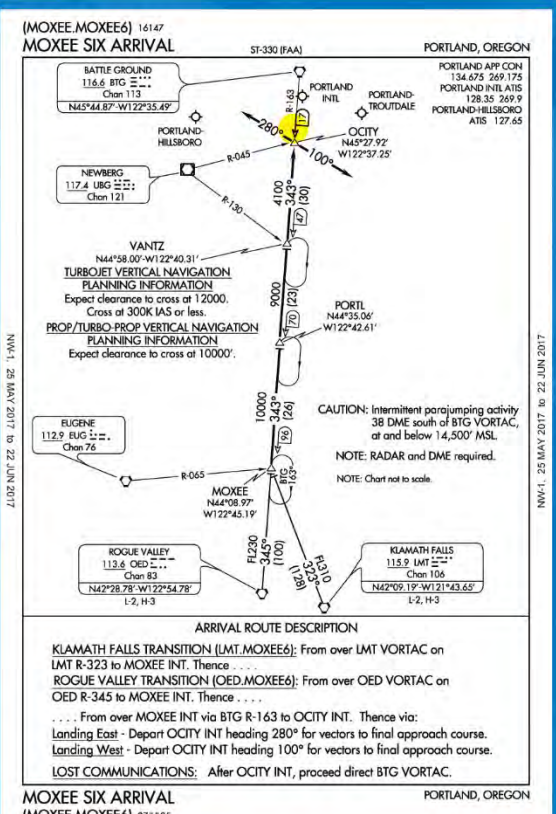 (MOXEE.MOXEE6) 16147
MOXEE SIX ARRIVAL
ST-330 (FAA)
PORTLAND, OREGON
BATTLE GROUND
116.6 BTG
Chan 113
N45°44.87'-W122°35.49'
PORTLAND APP CON
134.675 269.175
PORTLAND INTL ATIS
128.35 269.9
PORTLAND-HILLSBORO
ATIS 127.65
R-163
PORTLAND
INTL
PORTLAND-
TROUTDALE
17
PORTLAND-
HILLSBORO
280°
100°
OCITY
N45°27.92'
W122°37.25'
R-045
NEWBERG
117.4 UBG
Chan 121
R-130
4100
343°
(30)
47
VANTZ
N44°58.00'-W122°40.31'
TURBOJET VERTICAL NAVIGATION
PLANNING INFORMATION
Expect clearance to cross at 12000.
Cross at 300K IAS or less.
PROP/TURBO-PROP VERTICAL NAVIGATION
PLANNING INFORMATION
Expect clearance to cross at 10000'.
9000
(23)
70
PORTL
N44°35.06'
W122°42.61'
10000
343°
(26)
96
CAUTION: Intermittent parajumping activity
38 DME south of BTG VORTAC,
at and below 14,500' MSL.
NOTE: RADAR and DME required.
NOTE: Chart not to scale.
EUGENE
112.9 EUG
Chan 76
R-065
BTG
163°
MOXEE
N44°08.97'
W122°45.19'
ROGUE VALLEY
113.6 OED
Chan 83
N42°28.78'-W122°54.78'
L-2, H-3
FL230
345°
(100)
FL310
323°
(128)
KLAMATH FALLS
115.9 LMT
Chan 106
N42°09.19'-W121°43.65'
L-2, H-3
NW-1, 25 MAY 2017 to 22 JUN 2017
NW-1, 25 MAY 2017 to 22 JUN 2017
ARRIVAL ROUTE DESCRIPTION
KLAMATH FALLS TRANSITION (LMT.MOXEE6): From over LMT VORTAC on
LMT R-323 to MOXEE INT. Thence . . . .
ROGUE VALLEY TRANSITION (OED.MOXEE6): From over OED VORTAC on
OED R-345 to MOXEE INT. Thence . . . .
. . . . From over MOXEE INT via BTG R-163 to OCITY INT. Thence via:
Landing East - Depart OCITY INT heading 280° for vectors to final approach course.
Landing West - Depart OCITY INT heading 100° for vectors to final approach course.
LOST COMMUNICATIONS: After OCITY INT, proceed direct BTG VORTAC.
MOXEE SIX ARRIVAL
PORTLAND, OREGON
(MOXEE.MOXEE6)